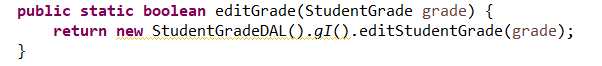 public static boolean editGrade(StudentGrade grade) {
    return new StudentGradeDAL().gI().editStudentGrade(grade);
}